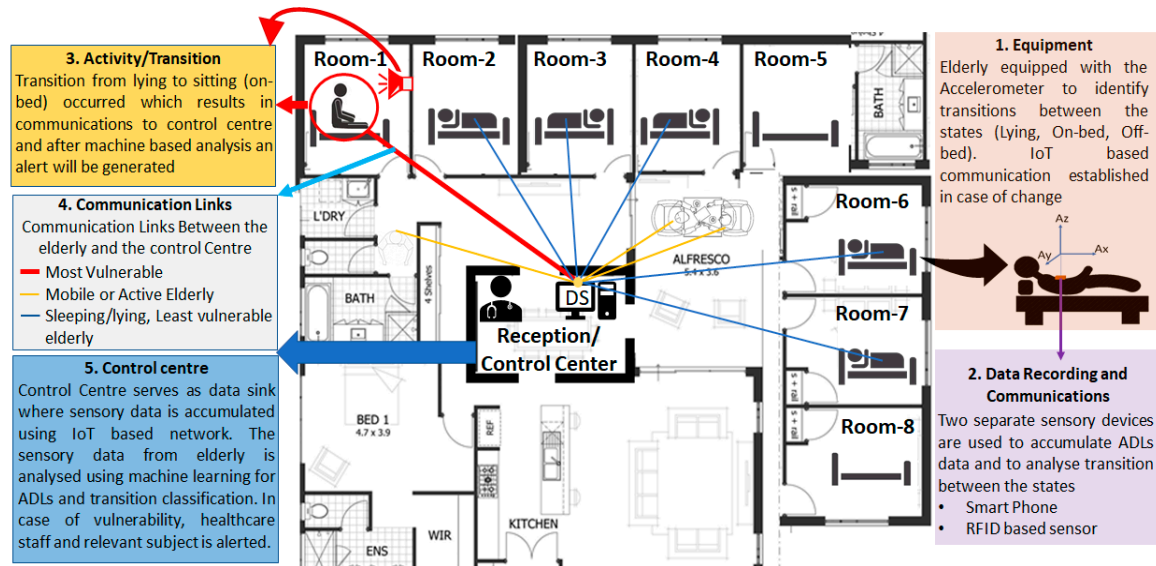 3. Activity/Transition
Transition from lying to sitting (on-
bed) occurred which results in
communications to control centre
and after machine based analysis an
alert will be generated
4. Communication Links
Communication Links Between the
elderly and the control Centre
Most Vulnerable
Mobile or Active Elderly
Sleeping/lying, Least vulnerable
elderly
5. Control centre
Control Centre serves as data sink
where sensory data is accumulated
using IoT based network. The
sensory data from elderly is
analysed using machine learning for
ADLs and transition classification. In
case of vulnerability, healthcare
staff and relevant subject is alerted.
Room-1
Room-2
Room-3
Room-4
Room-5
BATH
L'DRY
BATH
4 Shelves
ALFRESCO
5.4 x 3.6
DS
Reception/
Control Center
BED 1
4.7 x 3.9
REF
KITCHEN
ENS
WIR
s + rail
Room-6
Room-7
s + rail
s + rail
Room-8
1. Equipment
Elderly equipped with the
Accelerometer to identify
transitions between the
states (Lying, On-bed, Off-
bed). IoT based
communication established
in case of change
Az
Ay
Ax
2. Data Recording and
Communications
Two separate sensory devices
are used to accumulate ADLs
data and to analyse transition
between the states
• Smart Phone
• RFID based sensor